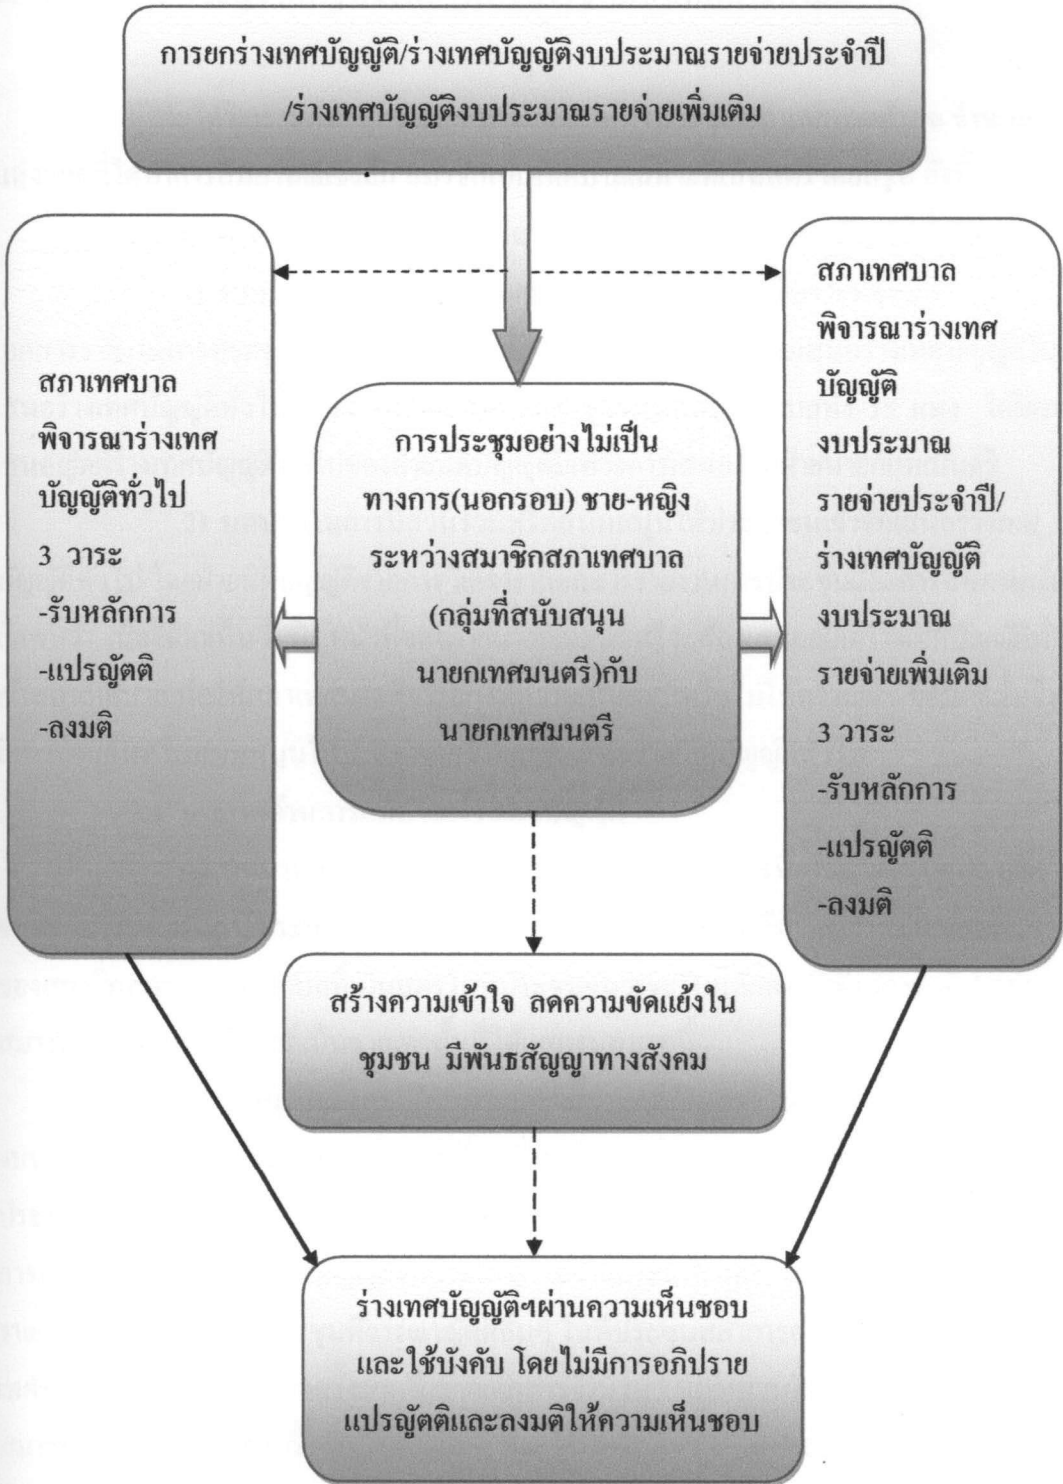 การยกร่างเทศบัญญัติ/ร่างเทศบัญญัติงบประมาณรายจ่ายประจำปี
/ร่างเทศบัญญัติงบประมาณรายจ่ายเพิ่มเติม
สภาเทศบาล
พิจารณาร่างเทศ
บัญญัติทั่วไป
3 วาระ
-รับหลักการ
-แปรญัตติ
-ลงมติ
การประชุมอย่างไม่เป็น
ทางการ(นอกรอบ) ชาย-หญิง
ระหว่างสมาชิกสภาเทศบาล
(กลุ่มที่สนับสนุน
นายกเทศมนตรี)กับ
นายกเทศมนตรี
สภาเทศบาล
พิจารณาร่างเทศ
บัญญัติ
งบประมาณ
รายจ่ายประจำปี/
ร่างเทศบัญญัติ
งบประมาณ
รายจ่ายเพิ่มเติม
3 วาระ
-รับหลักการ
-แปรญัตติ
-ลงมติ
สร้างความเข้าใจ ลดความขัดแย้งใน
ชุมชน มีพันธสัญญาทางสังคม
ร่างเทศบัญญัติฯผ่านความเห็นชอบ
และใช้บังคับ โดยไม่มีการอภิปราย
แปรญัตติและลงมติให้ความเห็นชอบ